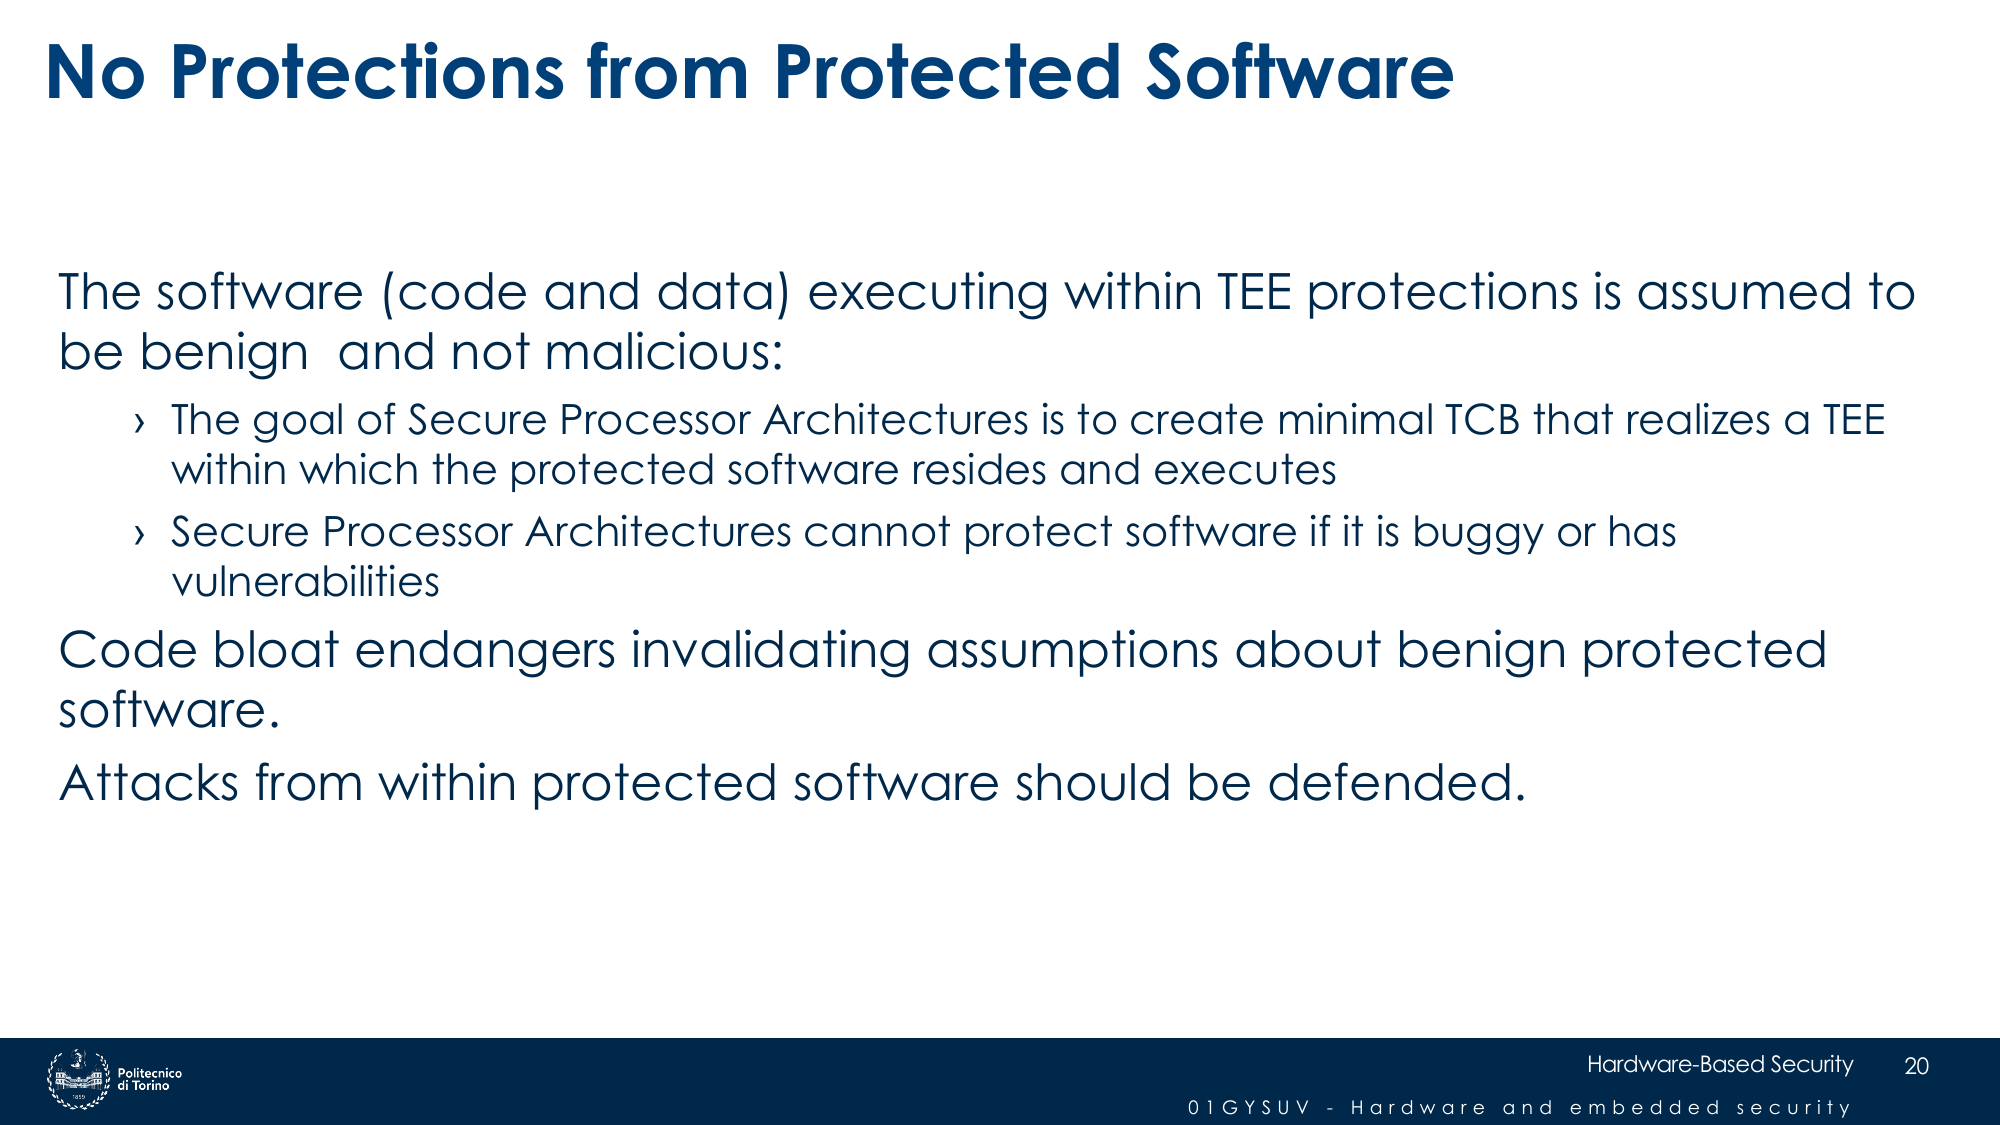 No Protections from Protected Software
The software (code and data) executing within TEE protections is assumed to
be benign  and not malicious:
› The goal of Secure Processor Architectures is to create minimal TCB that realizes a TEE
within which the protected software resides and executes
› Secure Processor Architectures cannot protect software if it is buggy or has
vulnerabilities
Code bloat endangers invalidating assumptions about benign protected
software.
Attacks from within protected software should be defended.
1859
Politecnico
di Torino
Hardware-Based Security
20
01GYSUV - Hardware and embedded security